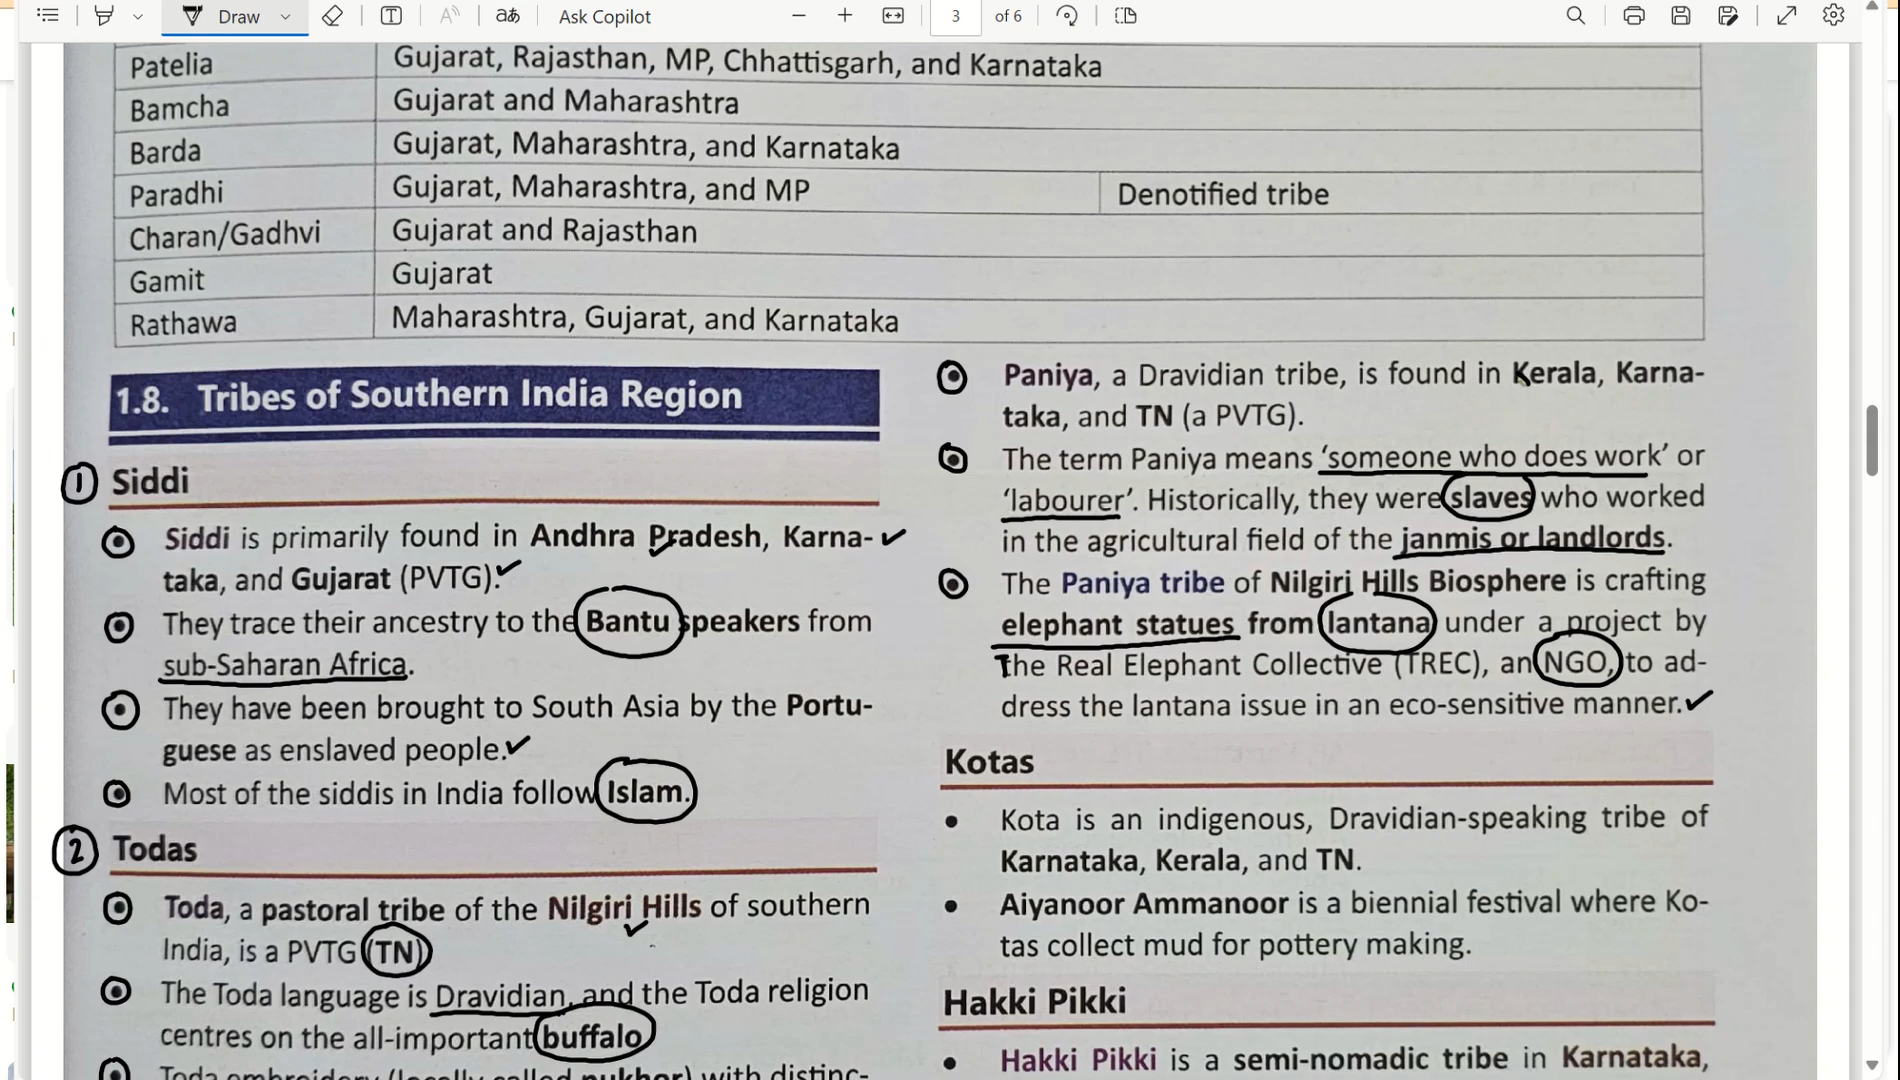 Draw
Ask Copilot
3 of 6
Patelia Gujarat, Rajasthan, MP, Chhattisgarh, and Karnataka
Bamcha Gujarat and Maharashtra
Barda Gujarat, Maharashtra, and Karnataka
Paradhi Gujarat, Maharashtra, and MP Denotified tribe
Charan/Gadhvi Gujarat and Rajasthan
Gamit Gujarat
Rathawa Maharashtra, Gujarat, and Karnataka
1.8. Tribes of Southern India Region
1 Siddi
Siddi is primarily found in Andhra Pradesh, Karna-
taka, and Gujarat (PVTG).
They trace their ancestry to the Bantu speakers from
sub-Saharan Africa.
They have been brought to South Asia by the Portu-
guese as enslaved people.
Most of the siddis in India follow Islam.
2 Todas
Toda, a pastoral tribe of the Nilgiri Hills of southern
India, is a PVTG (TN)
The Toda language is Dravidian, and the Toda religion
centres on the all-important buffalo
Toda embroidery (locally called pukhor) with distinc-
Paniya, a Dravidian tribe, is found in Kerala, Karna-
taka, and TN (a PVTG).
The term Paniya means ‘someone who does work’ or
‘labourer’. Historically, they were slaves who worked
in the agricultural field of the janmis or landlords.
The Paniya tribe of Nilgiri Hills Biosphere is crafting
elephant statues from lantana under a project by
The Real Elephant Collective (TREC), an NGO, to ad-
dress the lantana issue in an eco-sensitive manner.
Kotas
• Kota is an indigenous, Dravidian-speaking tribe of
Karnataka, Kerala, and TN.
• Aiyanoor Ammanoor is a biennial festival where Ko-
tas collect mud for pottery making.
Hakki Pikki
• Hakki Pikki is a semi-nomadic tribe in Karnataka,